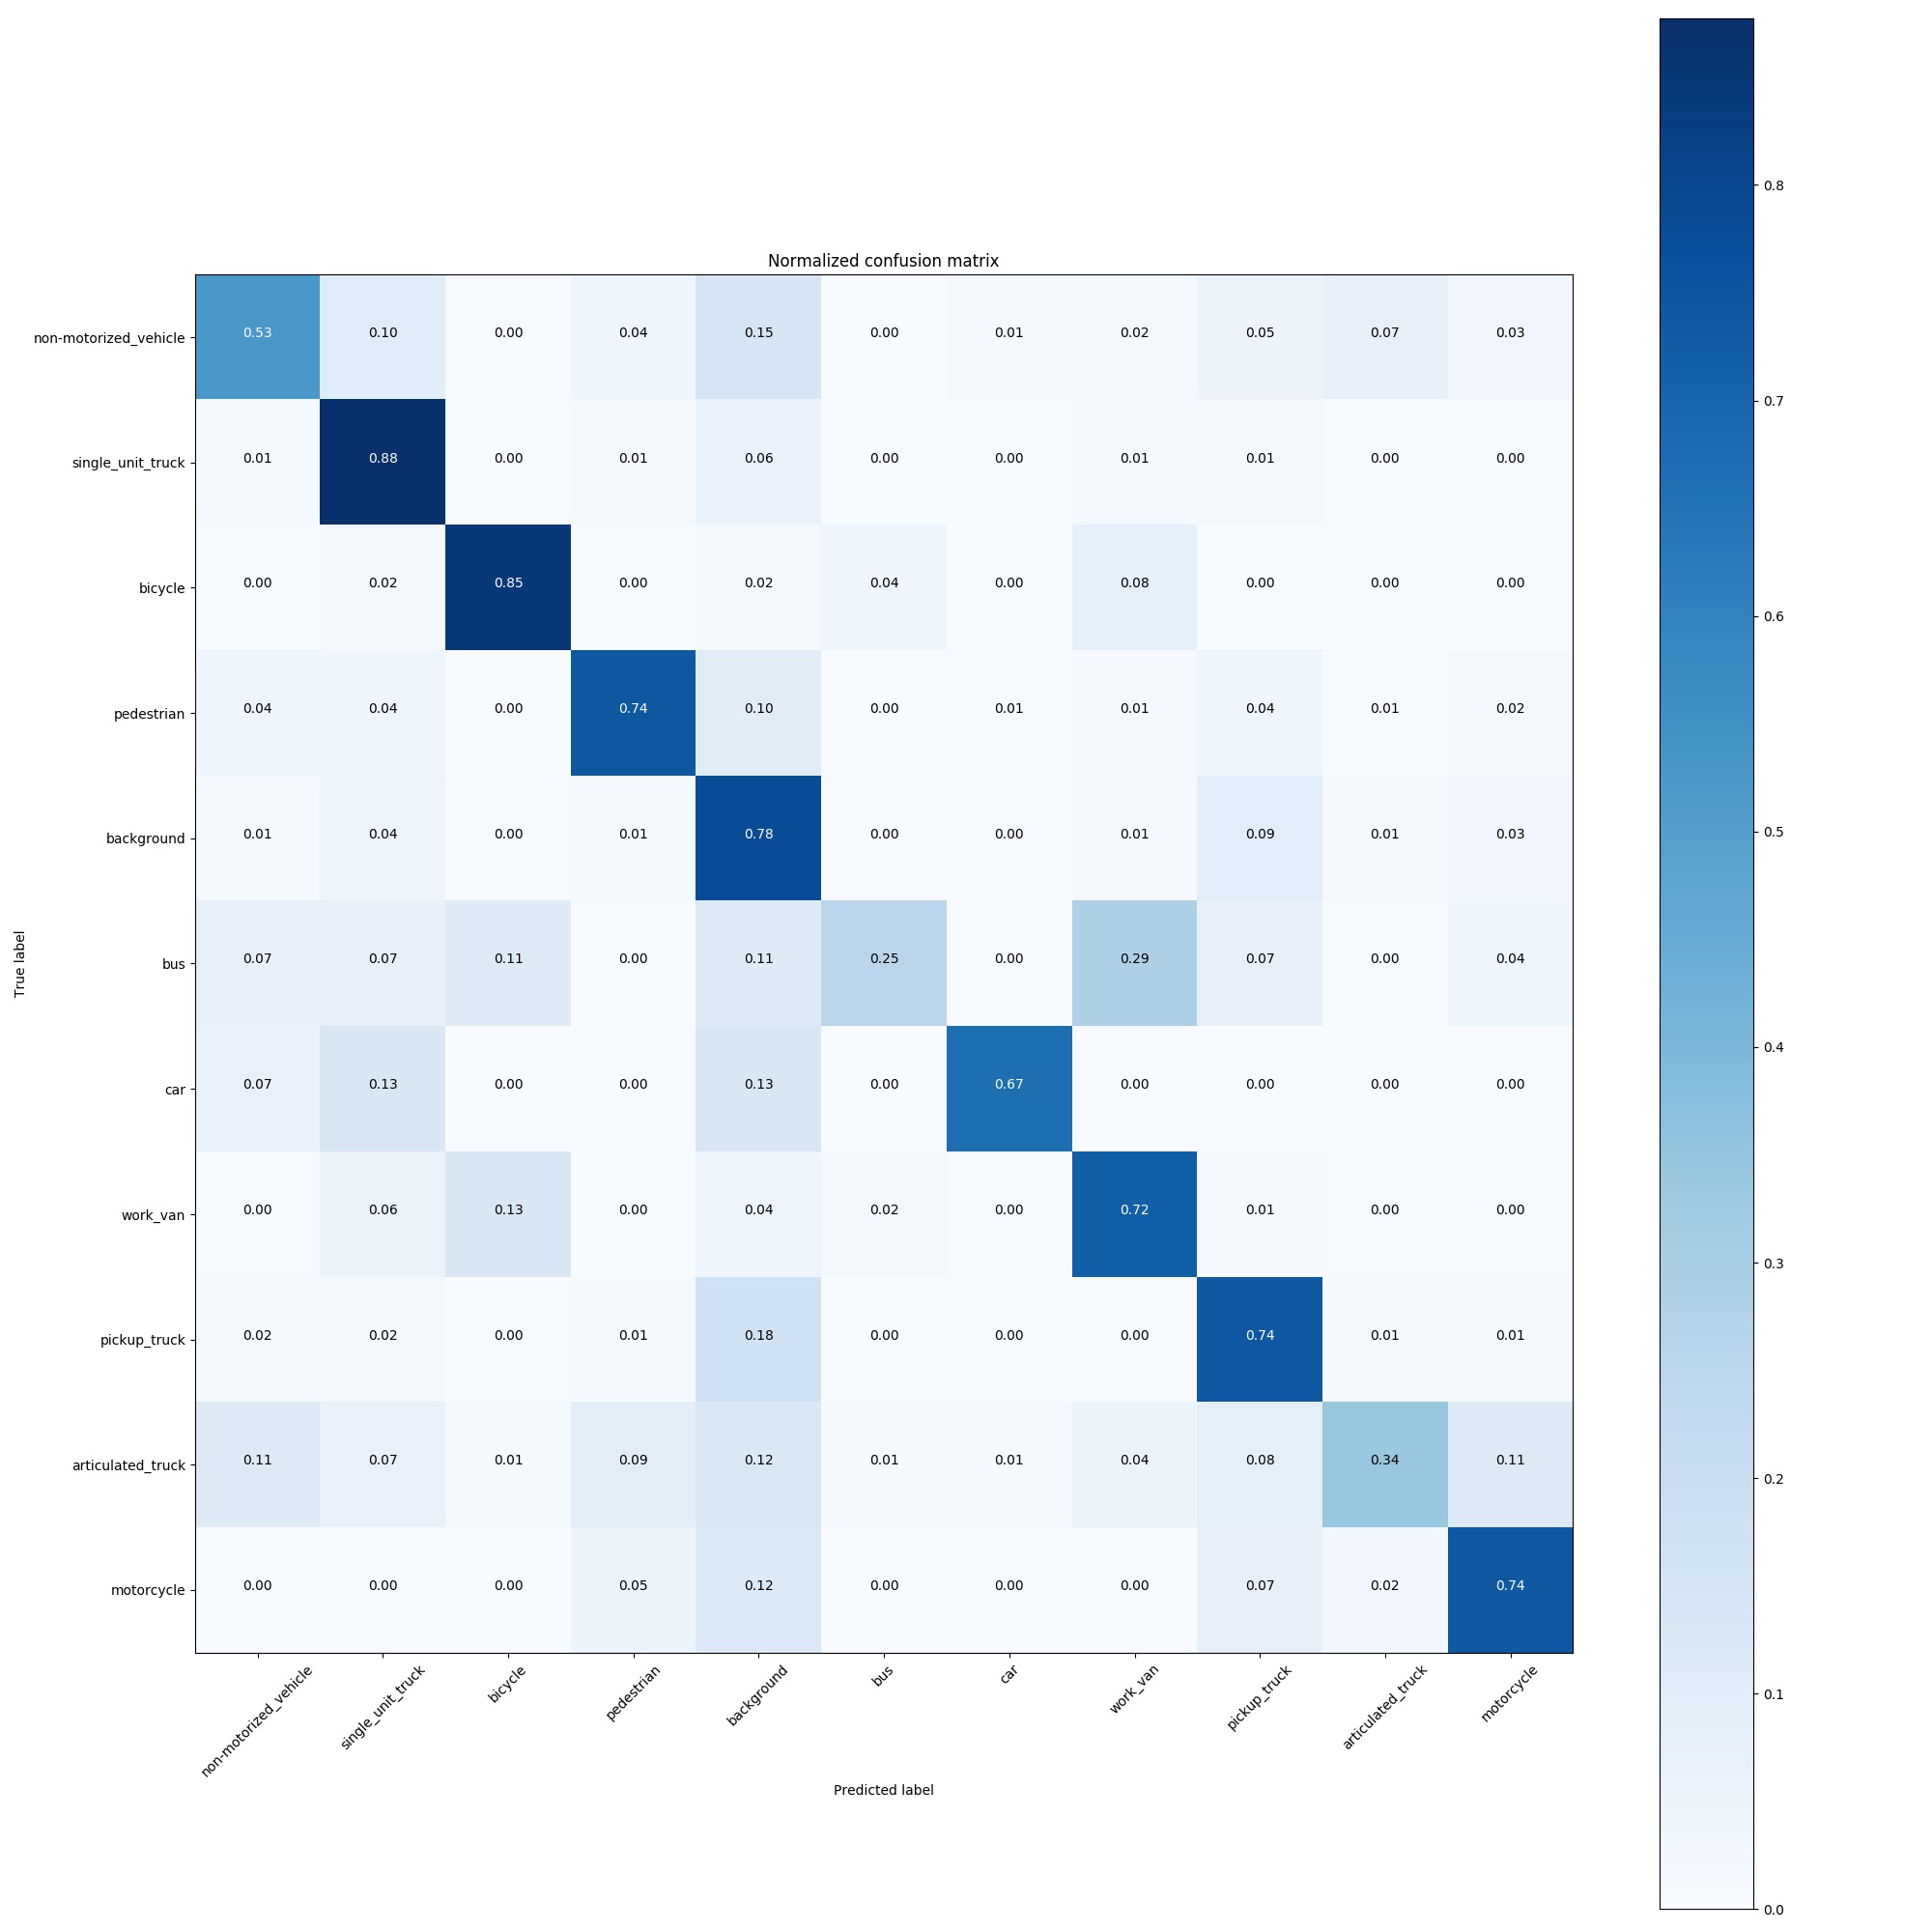 Normalized confusion matrix
non-motorized_vehicle 0.53 0.10 0.00 0.04 0.15 0.00 0.01 0.02 0.05 0.07 0.03
single_unit_truck 0.01 0.88 0.00 0.01 0.06 0.00 0.00 0.01 0.01 0.00 0.00
bicycle 0.00 0.02 0.85 0.00 0.02 0.04 0.00 0.08 0.00 0.00 0.00
pedestrian 0.04 0.04 0.00 0.74 0.10 0.00 0.01 0.01 0.04 0.01 0.02
background 0.01 0.04 0.00 0.01 0.78 0.00 0.00 0.01 0.09 0.01 0.03
bus 0.07 0.07 0.11 0.00 0.11 0.25 0.00 0.29 0.07 0.00 0.04
car 0.07 0.13 0.00 0.00 0.13 0.00 0.67 0.00 0.00 0.00 0.00
work_van 0.00 0.06 0.13 0.00 0.04 0.02 0.00 0.72 0.01 0.00 0.00
pickup_truck 0.02 0.02 0.00 0.01 0.18 0.00 0.00 0.00 0.74 0.01 0.01
articulated_truck 0.11 0.07 0.01 0.09 0.12 0.01 0.01 0.04 0.08 0.34 0.11
motorcycle 0.00 0.00 0.00 0.05 0.12 0.00 0.00 0.00 0.07 0.02 0.74
True label
non-motorized_vehicle single_unit_truck bicycle pedestrian background bus car work_van pickup_truck articulated_truck motorcycle
Predicted label
0.8
0.7
0.6
0.5
0.4
0.3
0.2
0.1
0.0